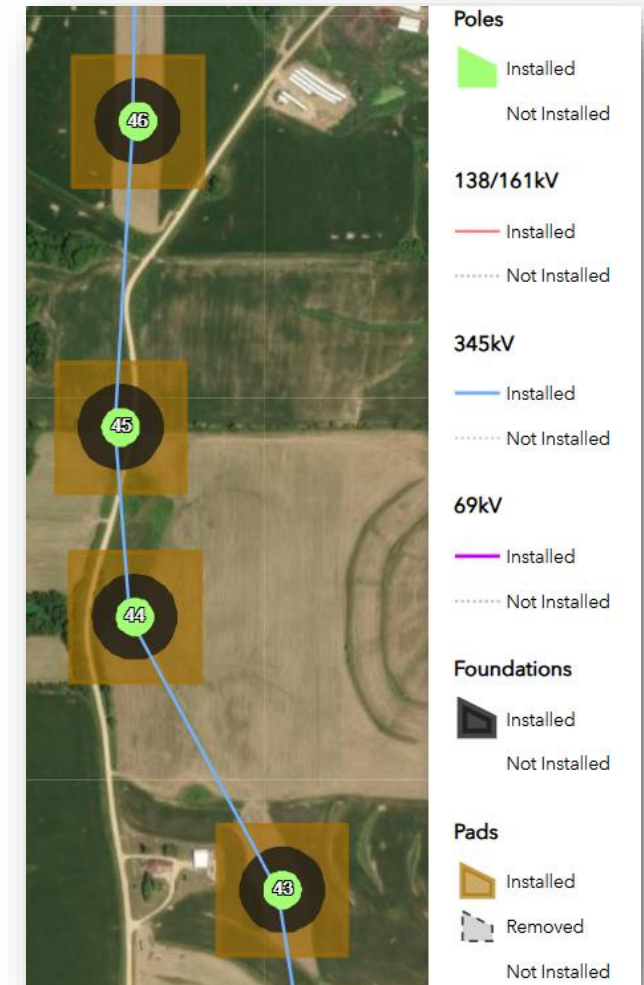 46
45
44
43
Poles
Installed
Not Installed
138/161kV
Installed
Not Installed
345kV
Installed
Not Installed
69kV
Installed
Not Installed
Foundations
Installed
Not Installed
Pads
Installed
Removed
Not Installed